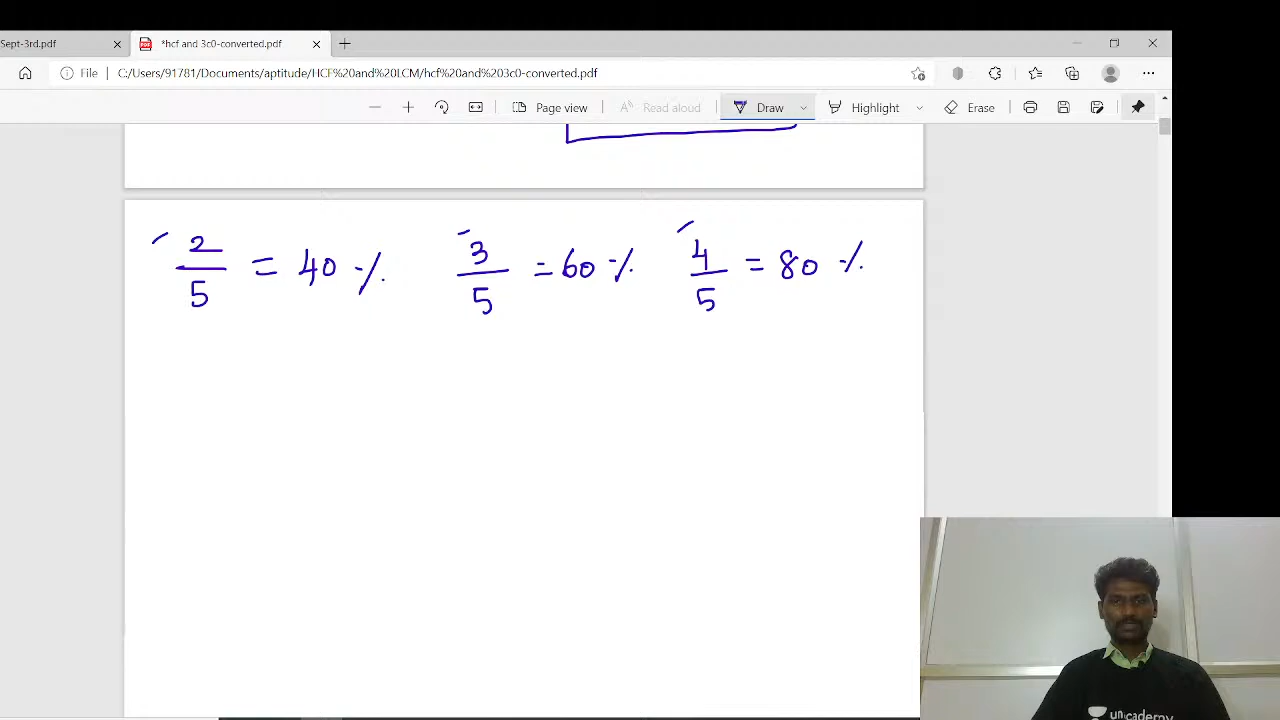 Sept-3rd.pdf
*hcf and 3c0-converted.pdf
File
C:/Users/91781/Documents/aptitude/HCF%20and%20LCM/hcf%20and%203c0-converted.pdf
Page view
Read aloud
Draw
Highlight
Erase
2/5 = 40 % 3/5 = 60 % 4/5 = 80 %
unacademy